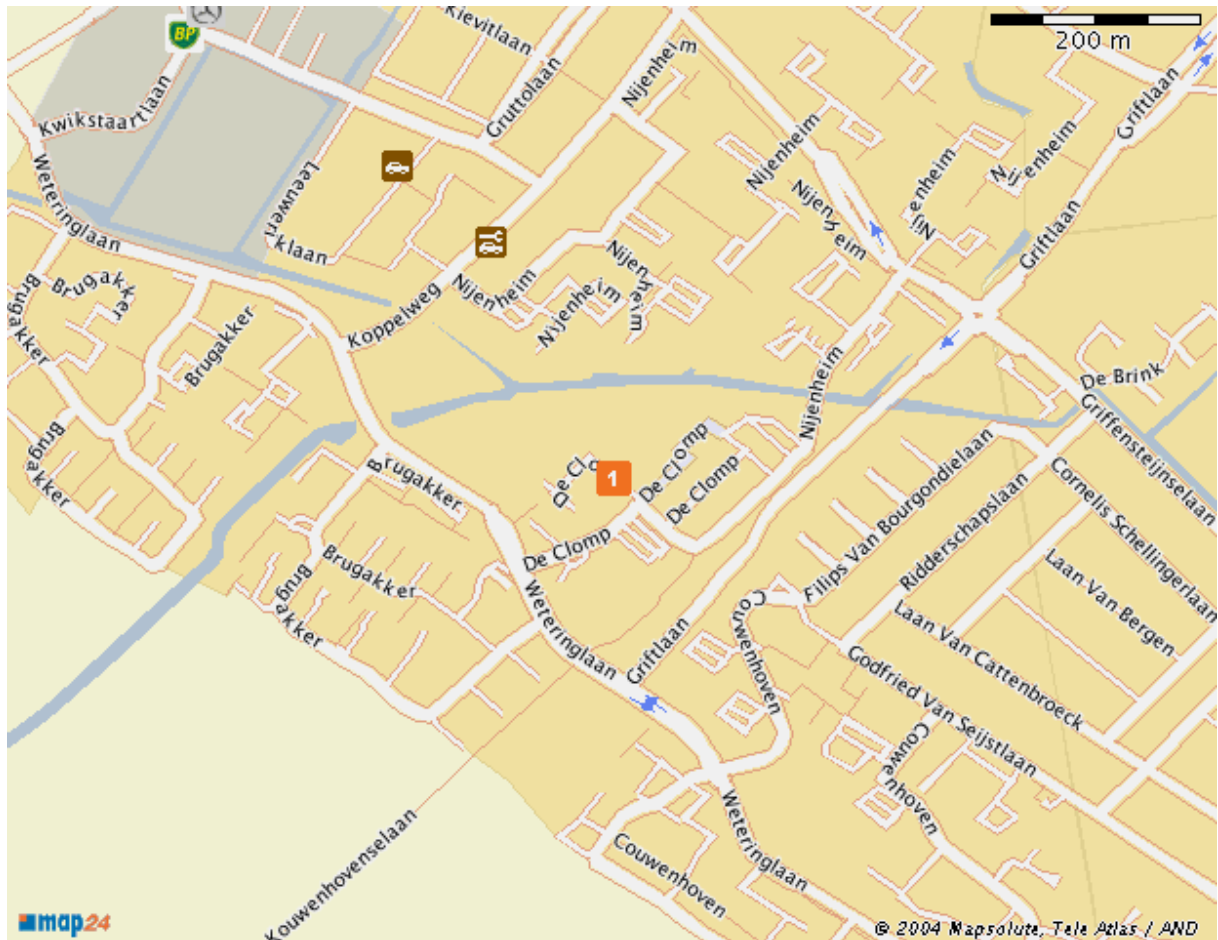 BP
Kievitlaan
200 m
Nijenheim
Gruttolaan
Kwikstaartlaan
Griftlaan
Weteringlaan
Leeuweriklaan
Nijenheim
Nijenheim
Nijenheim
Nijenheim
Griftlaan
Brugakker
Brugakker
Nijenheim
Nijenheim
Nijenheim
Koppelweg
Brugakker
Nijenheim
De Brink
Griffensteijnselaan
Brugakker
Brugakker
De Clomp
1
De Clomp
De Clomp
Filips Van Bourgondielaan
Cornelis Schellingerlaan
De Clomp
Ridderschapslaan
Brugakker
Brugakker
Laan Van Bergen
Weteringlaan
Griftlaan
Couwenhoven
Laan Van Cattenbroeck
Godfried Van Seijstlaan
Couwenhoven
Weteringlaan
Couwenhoven
Kouwenhovenselaan
map24
© 2004 Mapsolute, Tele Atlas / AND